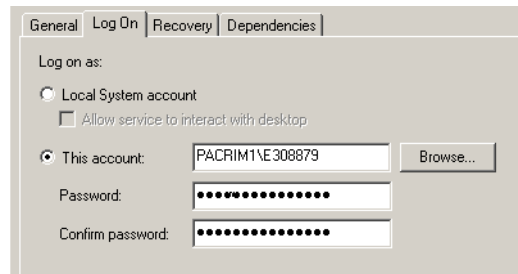 General Log On Recovery Dependencies
Log on as:
Local System account
Allow service to interact with desktop
This account: PACRIM1\E308879 Browse...
Password: ●●●●●●●●●●●●●●●
Confirm password: ●●●●●●●●●●●●●●●